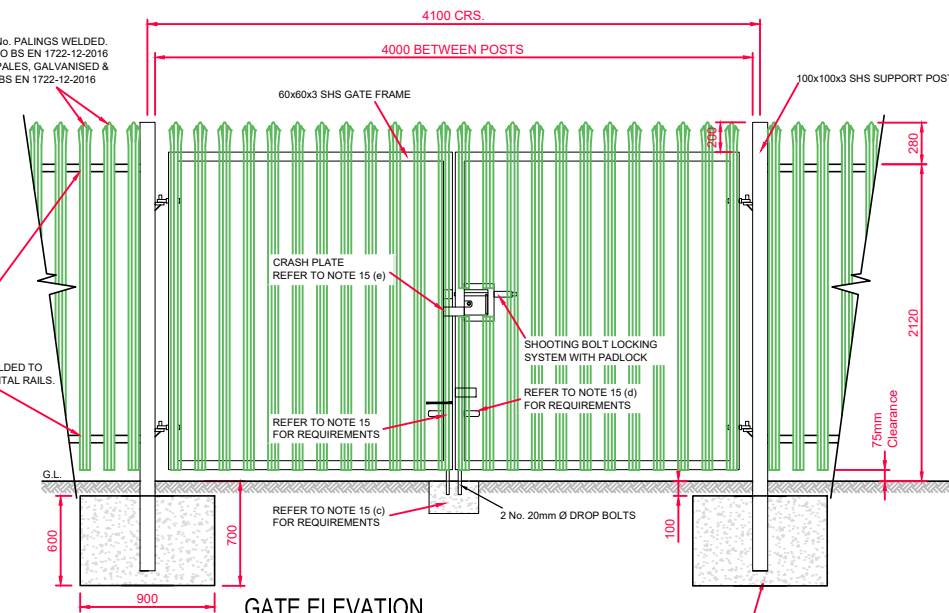 4100 CRS.
No. PALINGS WELDED.
O BS EN 1722-12-2016
PALES, GALVANISED &
BS EN 1722-12-2016
4000 BETWEEN POSTS
60x60x3 SHS GATE FRAME
100x100x3 SHS SUPPORT POST
200
280
CRASH PLATE
REFER TO NOTE 15 (e)
2120
SHOOTING BOLT LOCKING
SYSTEM WITH PADLOCK
LDED TO
NTAL RAILS.
REFER TO NOTE 15 (d)
FOR REQUIREMENTS
REFER TO NOTE 15
FOR REQUIREMENTS
75mm
Clearance
G.L.
REFER TO NOTE 15 (c)
FOR REQUIREMENTS
2 No. 20mm Ø DROP BOLTS
600
700
100
900
GATE ELEVATION